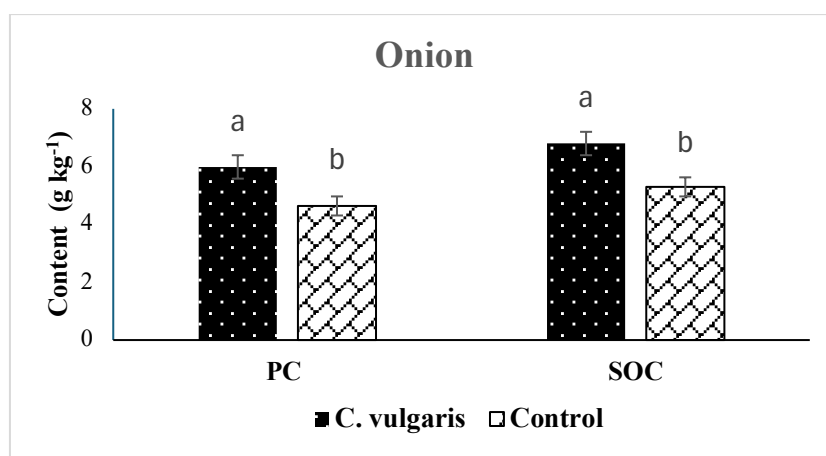 Onion
Content (g kg-1)
8
6
4
2
0
a
b
a
b
PC
SOC
C. vulgaris
Control